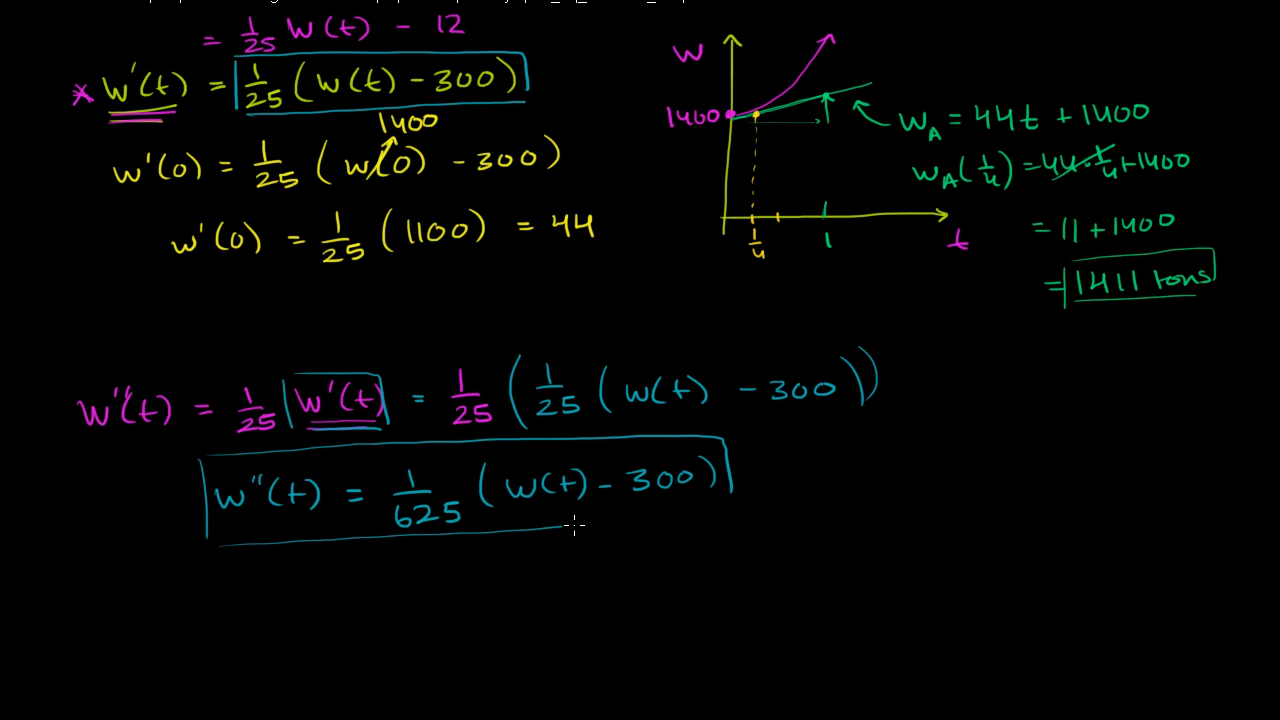 = 1/25 W(t) - 12
* W'(t) = 1/25 (W(t) - 300)
1400
W'(0) = 1/25 (W(0) - 300)
W'(0) = 1/25 (1100) = 44
W
1400
1/4
1
t
W_A = 44t + 1400
W_A(1/4) = 44·1/4 + 1400
= 11 + 1400
= 1411 tons
W''(t) = 1/25 W'(t) = 1/25 (1/25 (W(t) - 300))
W''(t) = 1/625 (W(t) - 300)